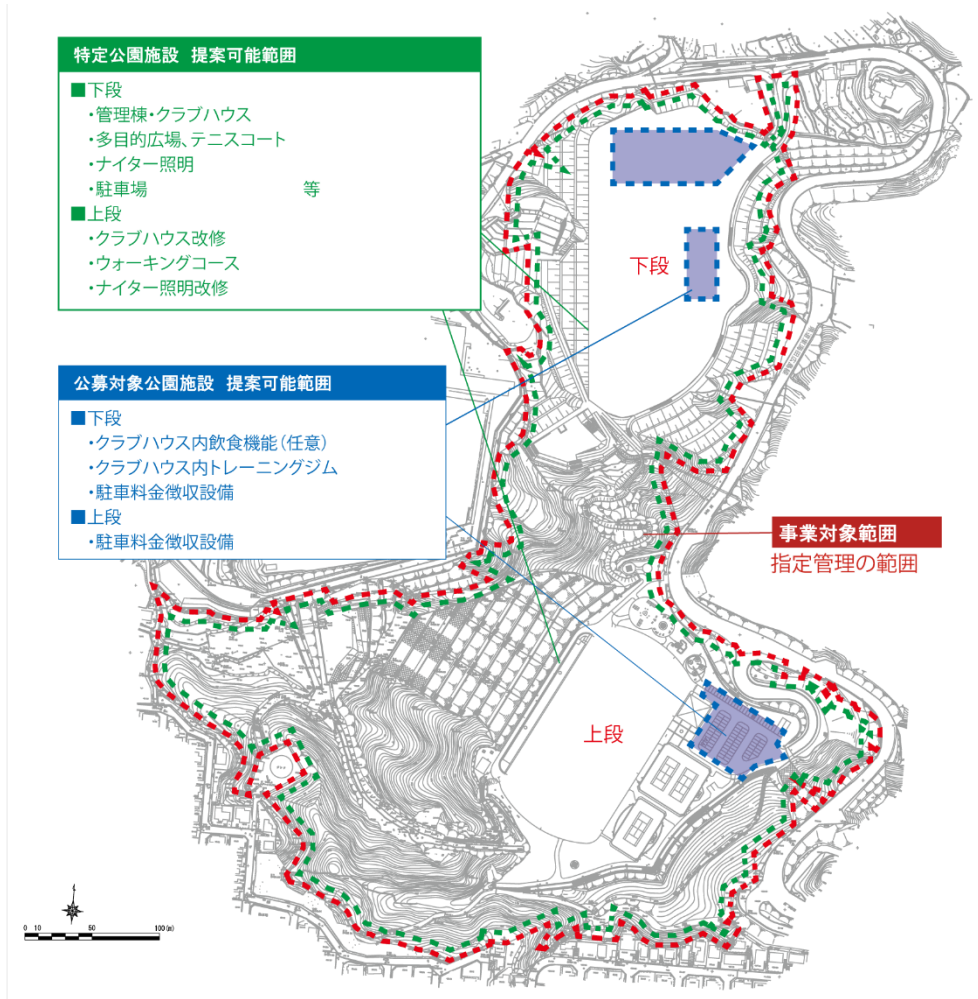 特定公園施設 提案可能範囲
■下段
・管理棟・クラブハウス
・多目的広場、テニスコート
・ナイター照明
・駐車場 等
■上段
・クラブハウス改修
・ウォーキングコース
・ナイター照明改修
下段
公募対象公園施設 提案可能範囲
■下段
・クラブハウス内飲食機能(任意)
・クラブハウス内トレーニングジム
・駐車料金徴収設備
■上段
・駐車料金徴収設備
事業対象範囲
指定管理の範囲
上段
0 10 50 100(m)